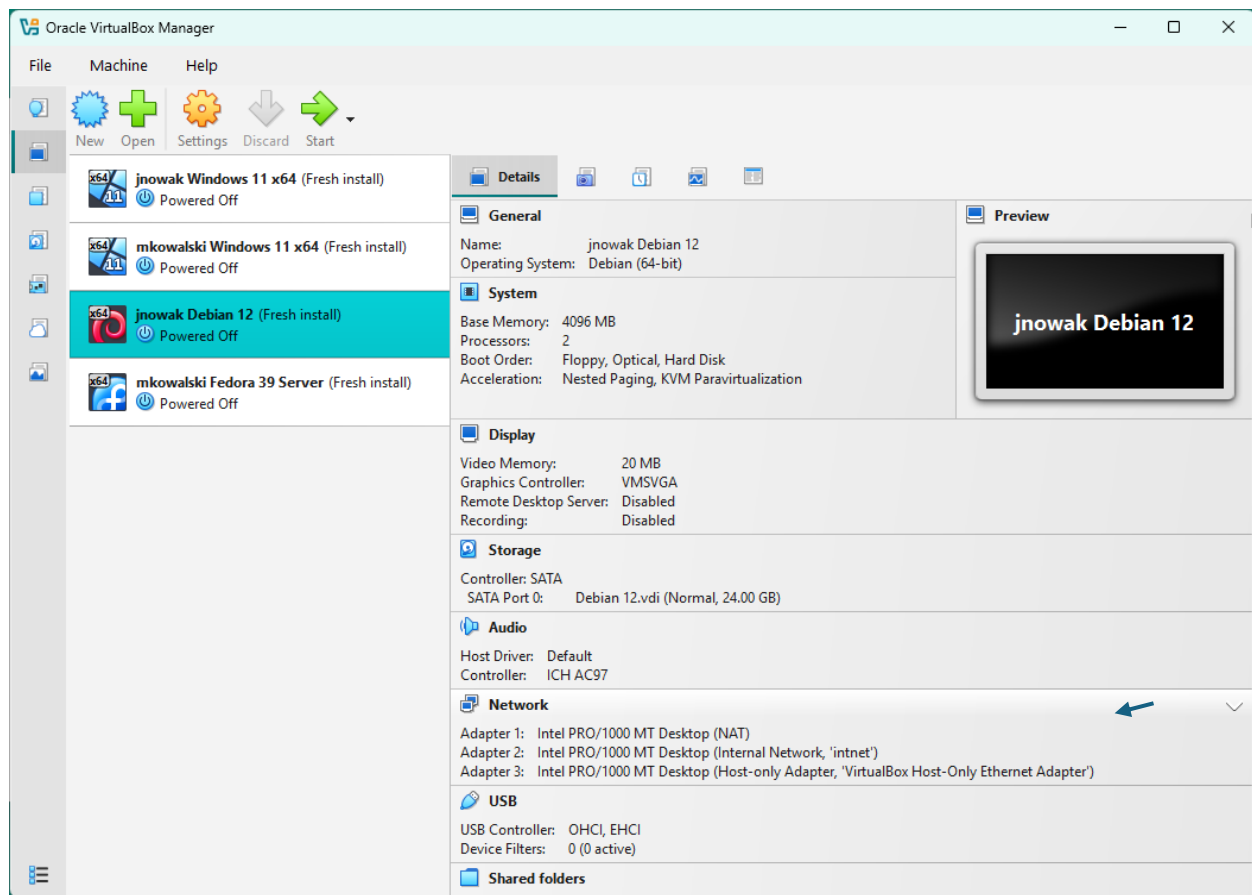 Oracle VirtualBox Manager
File Machine Help
New Open Settings Discard Start
x64 11 jnowak Windows 11 x64 (Fresh install)
Powered Off
x64 11 mkowalski Windows 11 x64 (Fresh install)
Powered Off
x64 jnowak Debian 12 (Fresh install)
Powered Off
x64 mkowalski Fedora 39 Server (Fresh install)
Powered Off
Details
General
Name: jnowak Debian 12
Operating System: Debian (64-bit)
System
Base Memory: 4096 MB
Processors: 2
Boot Order: Floppy, Optical, Hard Disk
Acceleration: Nested Paging, KVM Paravirtualization
Preview
jnowak Debian 12
Display
Video Memory: 20 MB
Graphics Controller: VMSVGA
Remote Desktop Server: Disabled
Recording: Disabled
Storage
Controller: SATA
SATA Port 0: Debian 12.vdi (Normal, 24.00 GB)
Audio
Host Driver: Default
Controller: ICH AC97
Network
Adapter 1: Intel PRO/1000 MT Desktop (NAT)
Adapter 2: Intel PRO/1000 MT Desktop (Internal Network, 'intnet')
Adapter 3: Intel PRO/1000 MT Desktop (Host-only Adapter, 'VirtualBox Host-Only Ethernet Adapter')
USB
USB Controller: OHCI, EHCI
Device Filters: 0 (0 active)
Shared folders